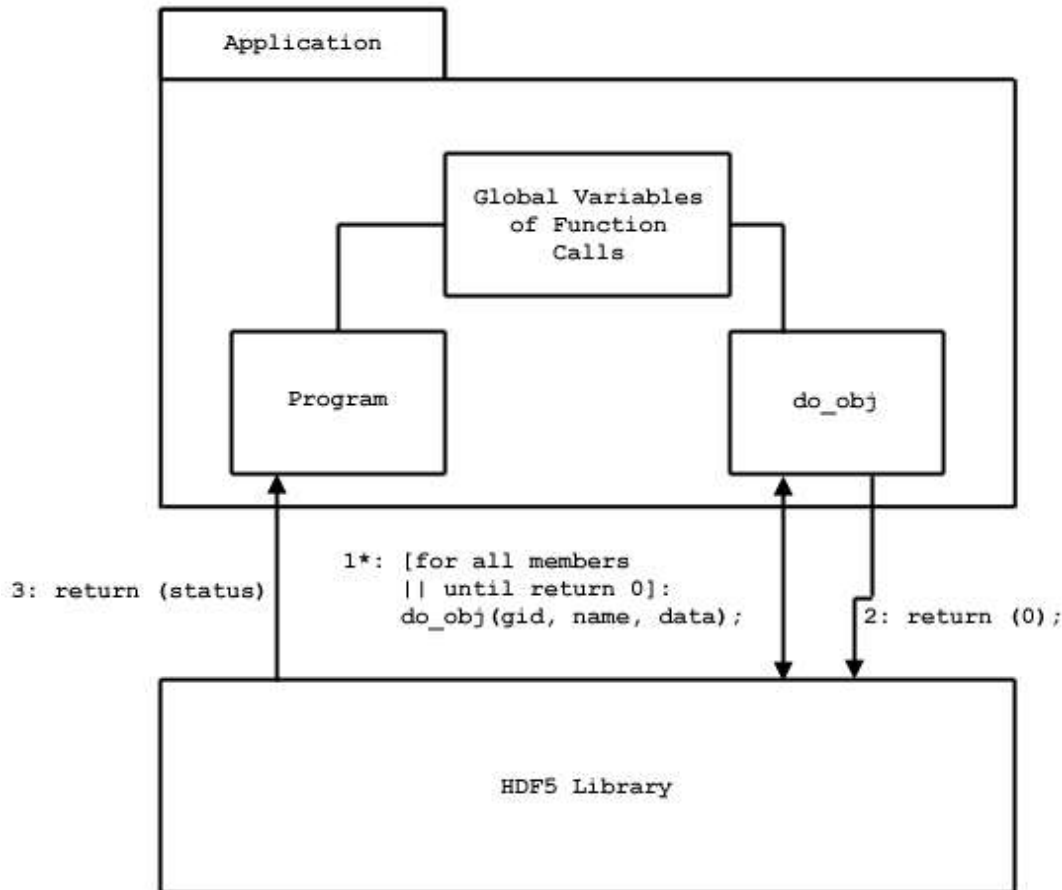 Application
Global Variables
of Function
Calls
Program
do_obj
3: return (status)
1*: [for all members
|| until return 0]:
do_obj(gid, name, data);
2: return (0);
HDF5 Library